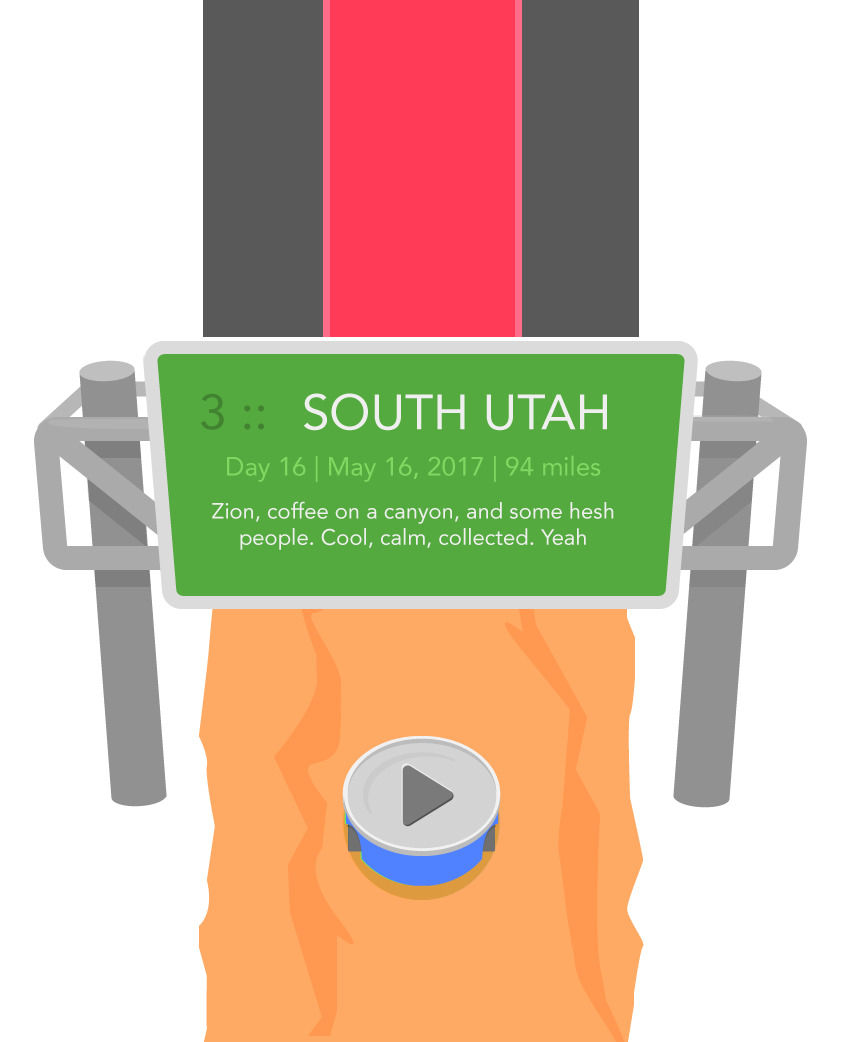 3 :: SOUTH UTAH
Day 16 | May 16, 2017 | 94 miles
Zion, coffee on a canyon, and some hesh
people. Cool, calm, collected. Yeah